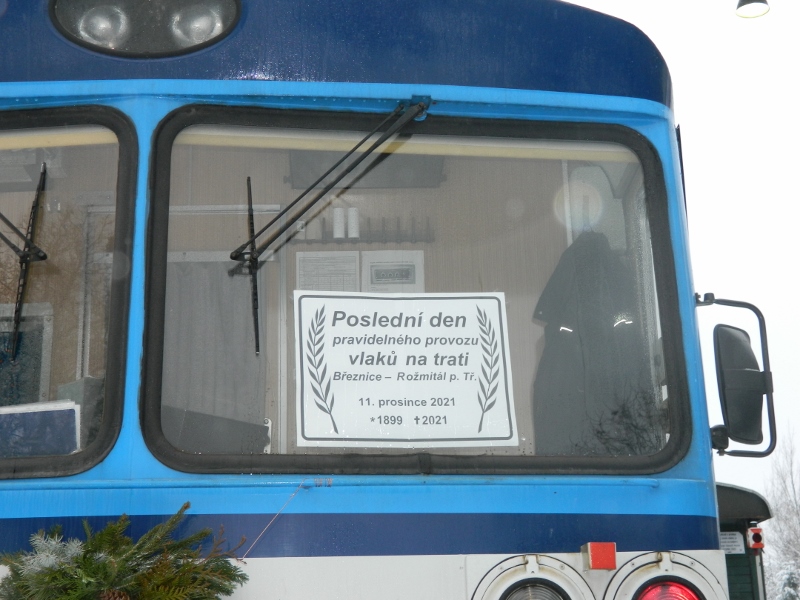 Poslední den
pravidelného provozu
vlaků na trati
Březnice – Rožmitál p. Tř.
11. prosince 2021
*1899 ✝2021